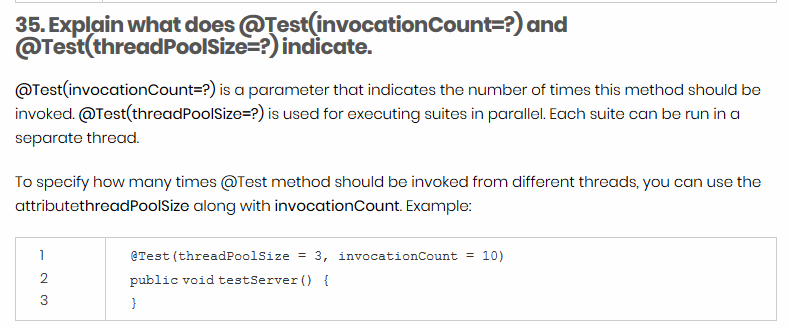 35. Explain what does @Test(invocationCount=?) and
@Test(threadPoolSize=?) indicate.
@Test(invocationCount=?) is a parameter that indicates the number of times this method should be
invoked. @Test(threadPoolSize=?) is used for executing suites in parallel. Each suite can be run in a
separate thread.
To specify how many times @Test method should be invoked from different threads, you can use the
attributethreadPoolSize along with invocationCount. Example:
1 @Test(threadPoolSize = 3, invocationCount = 10)
2 public void testServer() {
3 }